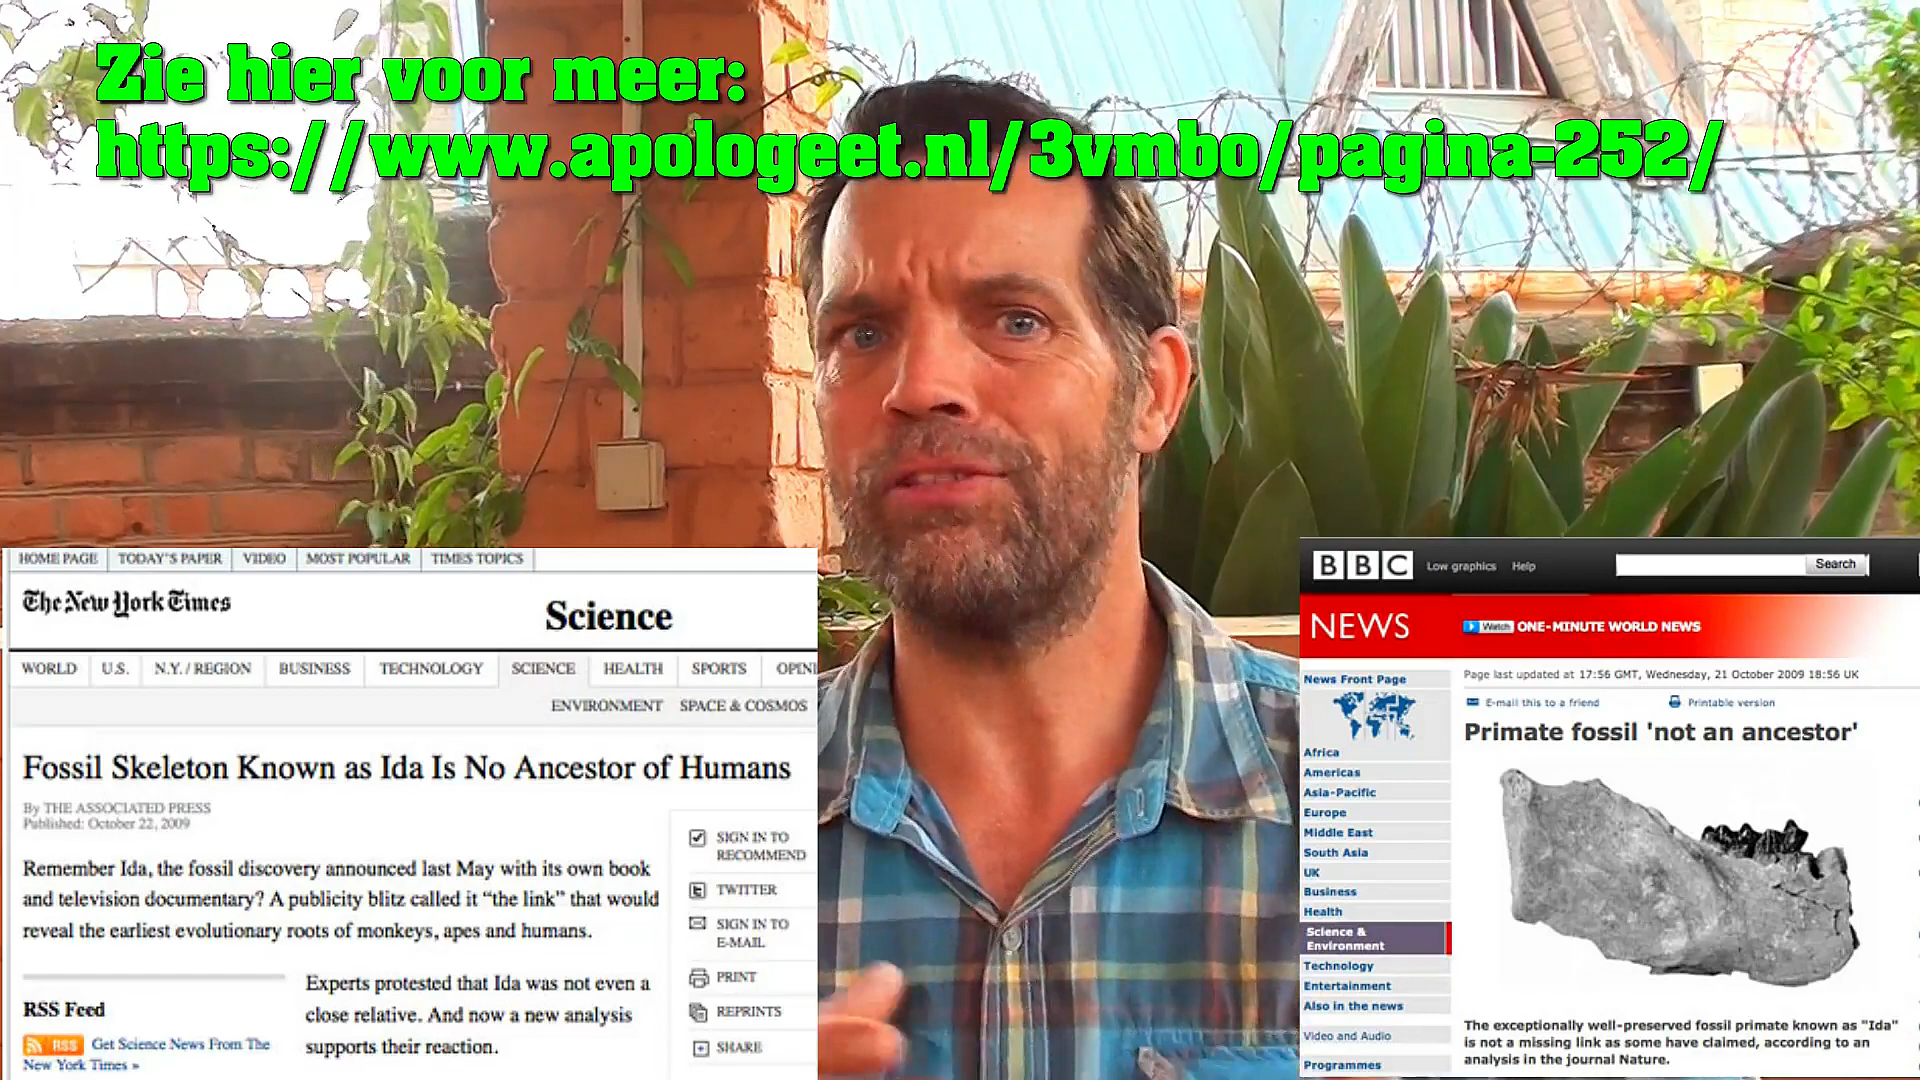 Zie hier voor meer:
https://www.apologeet.nl/3vmbo/pagina-252/
HOME PAGE TODAY'S PAPER VIDEO MOST POPULAR TIMES TOPICS
The New York Times
Science
WORLD U.S. N.Y. / REGION BUSINESS TECHNOLOGY SCIENCE HEALTH SPORTS OPINI
ENVIRONMENT SPACE & COSMOS
Fossil Skeleton Known as Ida Is No Ancestor of Humans
By THE ASSOCIATED PRESS
Published: October 22, 2009
Remember Ida, the fossil discovery announced last May with its own book
and television documentary? A publicity blitz called it “the link” that would
reveal the earliest evolutionary roots of monkeys, apes and humans.
Experts protested that Ida was not even a
close relative. And now a new analysis
supports their reaction.
RSS Feed
RSS Get Science News From The
New York Times »
SIGN IN TO
RECOMMEND
TWITTER
SIGN IN TO
E-MAIL
PRINT
REPRINTS
SHARE
BBC Low graphics Help Search
NEWS Watch ONE-MINUTE WORLD NEWS
Page last updated at 17:56 GMT, Wednesday, 21 October 2009 18:56 UK
E-mail this to a friend Printable version
Primate fossil 'not an ancestor'
The exceptionally well-preserved fossil primate known as "Ida"
is not a missing link as some have claimed, according to an
analysis in the journal Nature.
News Front Page
Africa
Americas
Asia-Pacific
Europe
Middle East
South Asia
UK
Business
Health
Science &
Environment
Technology
Entertainment
Also in the news
Video and Audio
Programmes